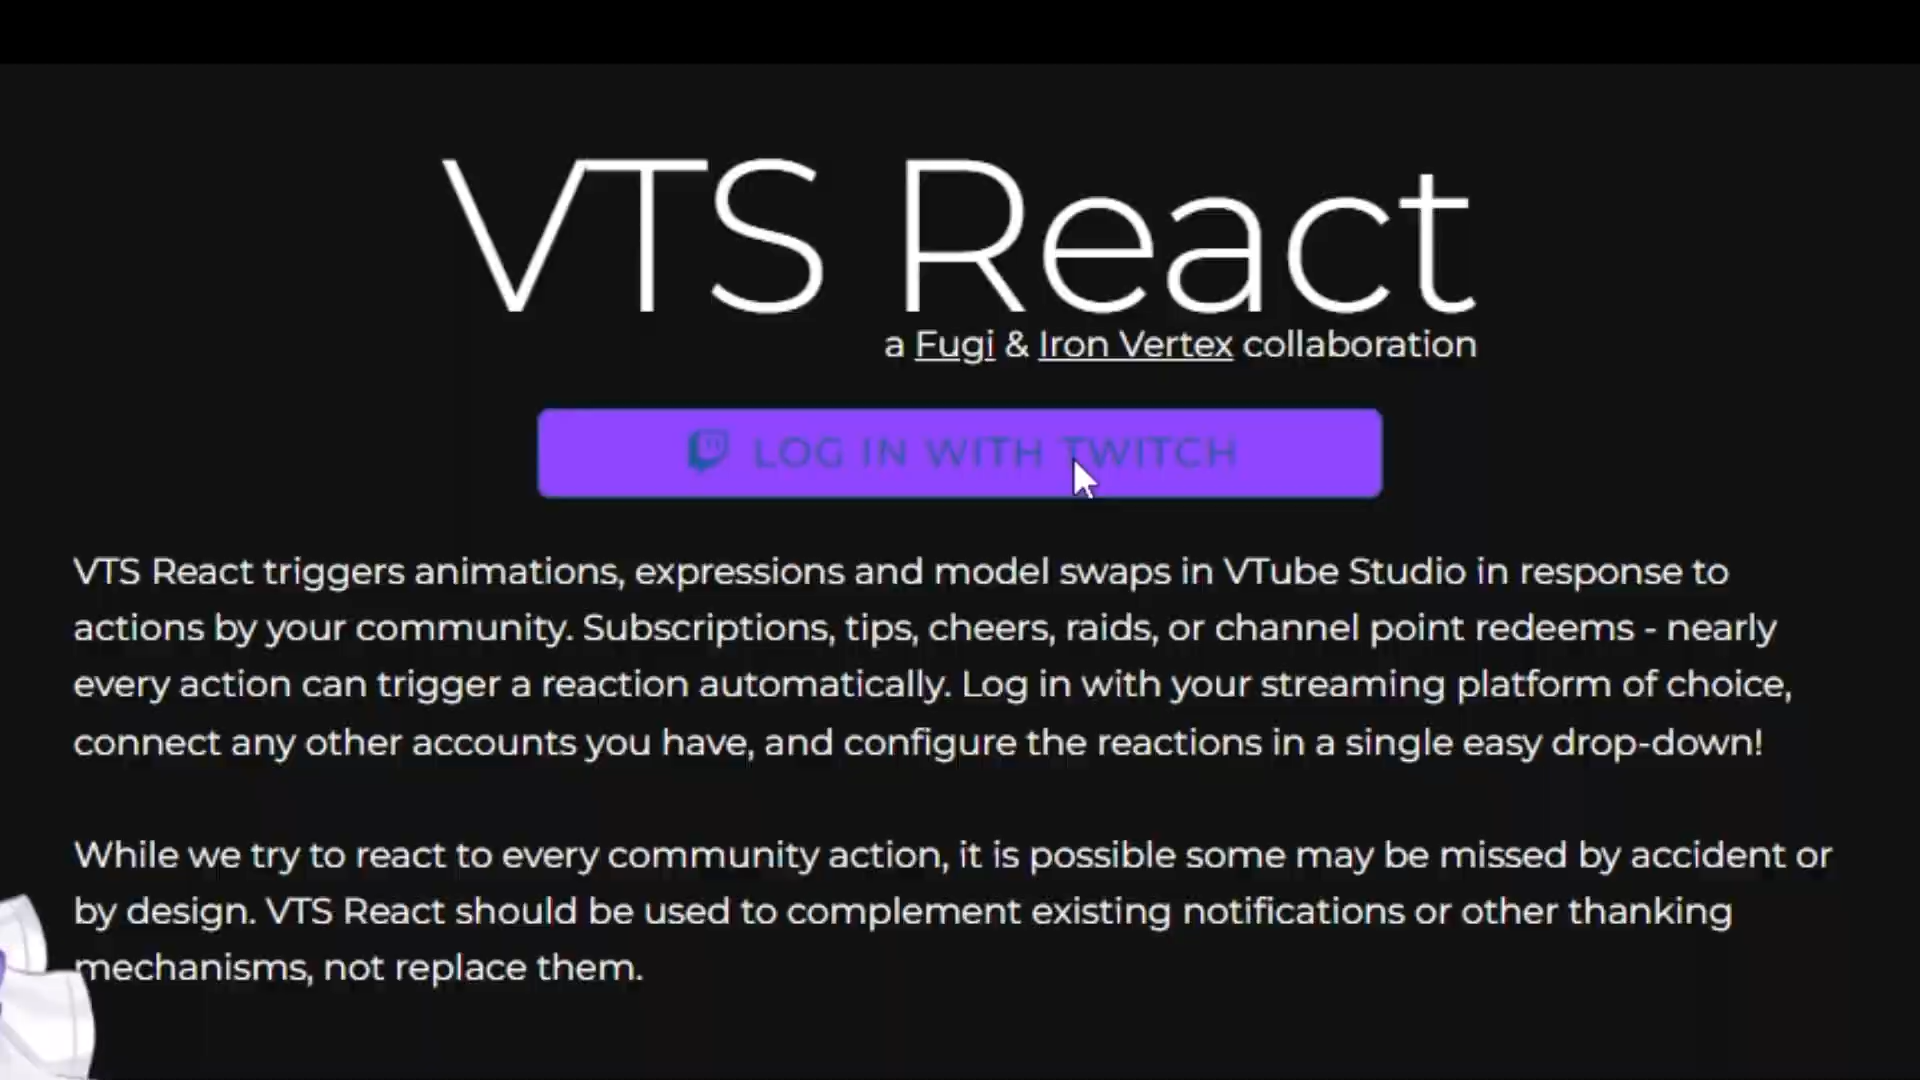 VTS React
a Fugi & Iron Vertex collaboration
LOG IN WITH TWITCH
VTS React triggers animations, expressions and model swaps in VTube Studio in response to
actions by your community. Subscriptions, tips, cheers, raids, or channel point redeems - nearly
every action can trigger a reaction automatically. Log in with your streaming platform of choice,
connect any other accounts you have, and configure the reactions in a single easy drop-down!
While we try to react to every community action, it is possible some may be missed by accident or
by design. VTS React should be used to complement existing notifications or other thanking
mechanisms, not replace them.